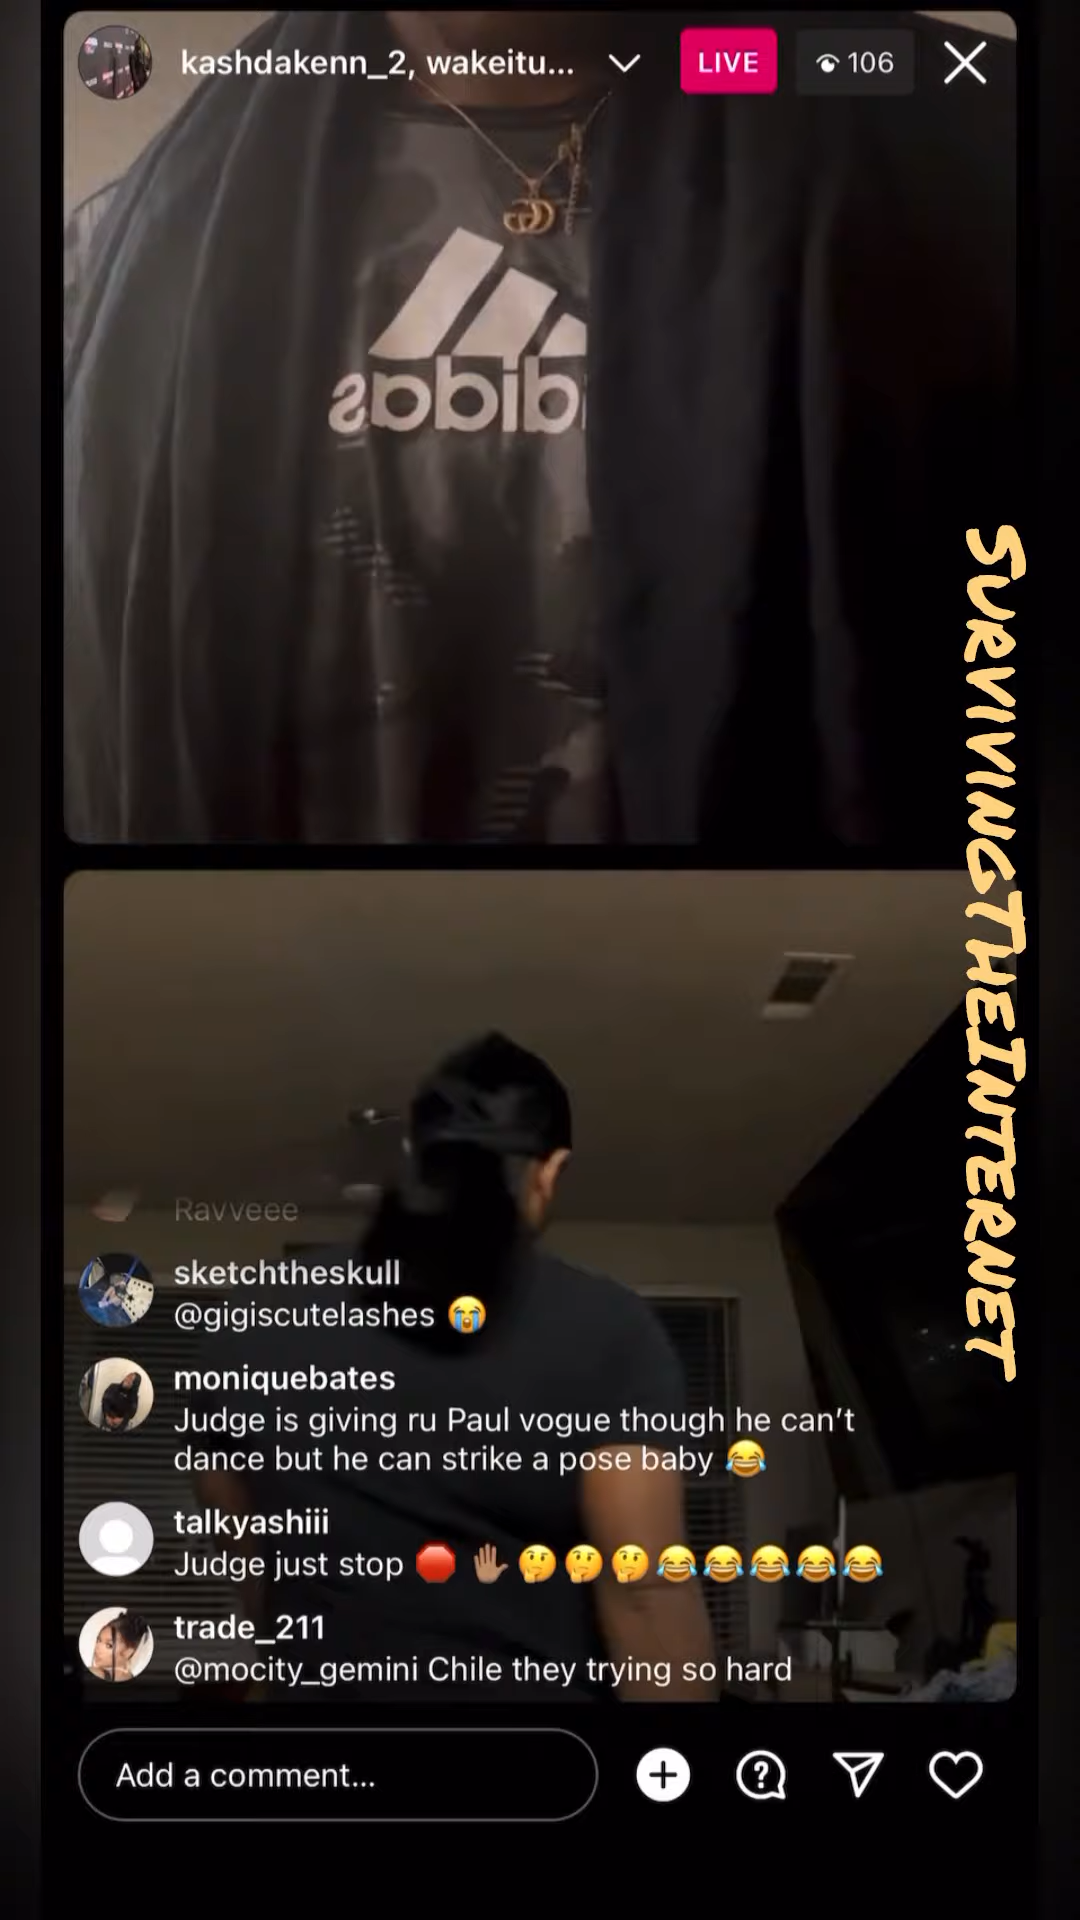 kashdakenn_2, wakeitu...
LIVE
106
adidas
SURVIVINGTHEINTERNET
Ravveee
sketchtheskull
@gigiscutelashes 😭
moniquebates
Judge is giving ru Paul vogue though he can't
dance but he can strike a pose baby 😂
talkyashiii
Judge just stop 🛑 🤚🏽🤔🤔🤔😂😂😂😂😂
trade_211
@mocity_gemini Chile they trying so hard
Add a comment...